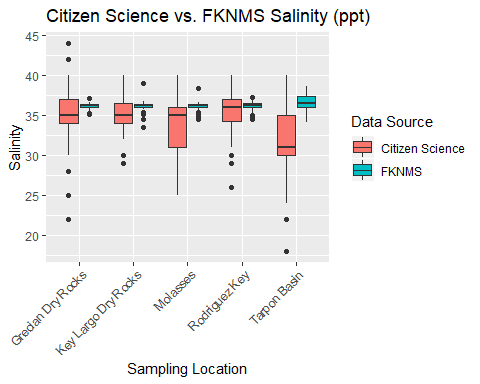 Citizen Science vs. FKNMS Salinity (ppt)
45
40
35
30
25
20
Salinity
Grecian Dry Rocks
Key Largo Dry Rocks
Molasses
Rodriguez Key
Tarpon Basin
Sampling Location
Data Source
Citizen Science
FKNMS